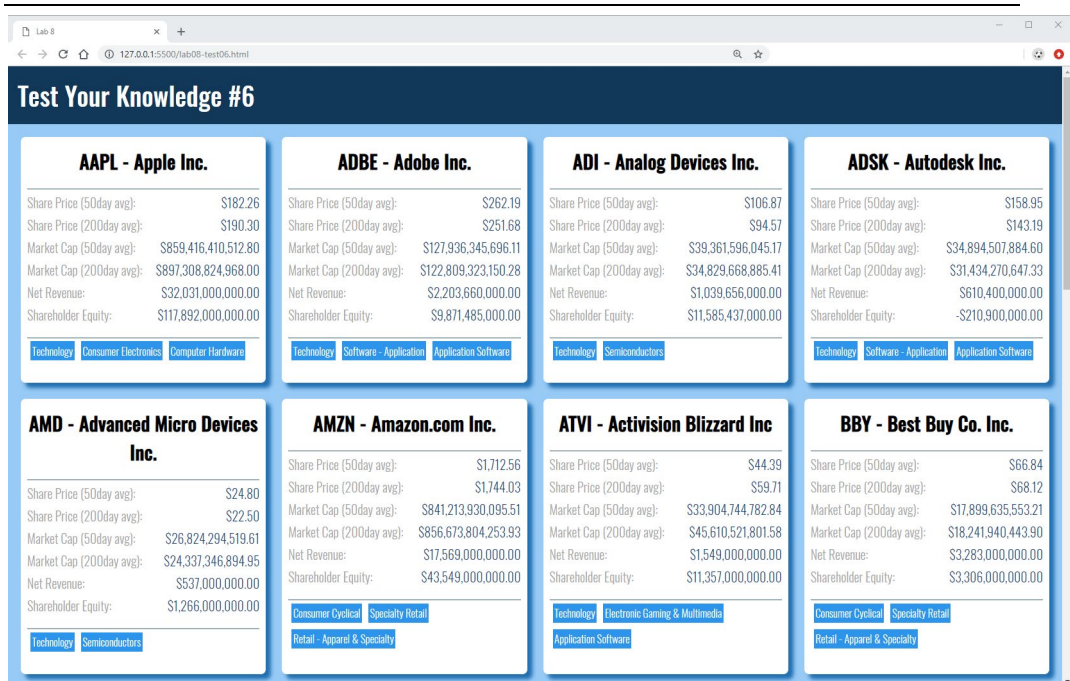 Lab 8
127.0.0.1:5500/lab08-test06.html
Test Your Knowledge #6
AAPL - Apple Inc.
Share Price (50day avg): $182.26
Share Price (200day avg): $190.30
Market Cap (50day avg): $859,416,410,512.80
Market Cap (200day avg): $897,308,824,968.00
Net Revenue: $32,031,000,000.00
Shareholder Equity: $117,892,000,000.00
Technology Consumer Electronics Computer Hardware
ADBE - Adobe Inc.
Share Price (50day avg): $262.19
Share Price (200day avg): $251.68
Market Cap (50day avg): $127,936,345,696.11
Market Cap (200day avg): $122,809,323,150.28
Net Revenue: $2,203,660,000.00
Shareholder Equity: $9,871,485,000.00
Technology Software - Application Application Software
ADI - Analog Devices Inc.
Share Price (50day avg): $106.87
Share Price (200day avg): $94.57
Market Cap (50day avg): $39,361,596,045.17
Market Cap (200day avg): $34,829,668,885.41
Net Revenue: $1,039,656,000.00
Shareholder Equity: $11,585,437,000.00
Technology Semiconductors
ADSK - Autodesk Inc.
Share Price (50day avg): $158.95
Share Price (200day avg): $143.19
Market Cap (50day avg): $34,894,507,884.60
Market Cap (200day avg): $31,434,270,647.33
Net Revenue: $610,400,000.00
Shareholder Equity: -$210,900,000.00
Technology Software - Application Application Software
AMD - Advanced Micro Devices
Inc.
Share Price (50day avg): $24.80
Share Price (200day avg): $22.50
Market Cap (50day avg): $26,824,294,519.61
Market Cap (200day avg): $24,337,346,894.95
Net Revenue: $537,000,000.00
Shareholder Equity: $1,266,000,000.00
Technology Semiconductors
AMZN - Amazon.com Inc.
Share Price (50day avg): $1,712.56
Share Price (200day avg): $1,744.03
Market Cap (50day avg): $841,213,930,095.51
Market Cap (200day avg): $856,673,804,253.93
Net Revenue: $17,569,000,000.00
Shareholder Equity: $43,549,000,000.00
Consumer Cyclical Specialty Retail
Retail - Apparel & Specialty
ATVI - Activision Blizzard Inc
Share Price (50day avg): $44.39
Share Price (200day avg): $59.71
Market Cap (50day avg): $33,904,744,782.84
Market Cap (200day avg): $45,610,521,801.58
Net Revenue: $1,549,000,000.00
Shareholder Equity: $11,357,000,000.00
Technology Electronic Gaming & Multimedia
Application Software
BBY - Best Buy Co. Inc.
Share Price (50day avg): $66.84
Share Price (200day avg): $68.12
Market Cap (50day avg): $17,899,635,553.21
Market Cap (200day avg): $18,241,940,443.90
Net Revenue: $3,283,000,000.00
Shareholder Equity: $3,306,000,000.00
Consumer Cyclical Specialty Retail
Retail - Apparel & Specialty